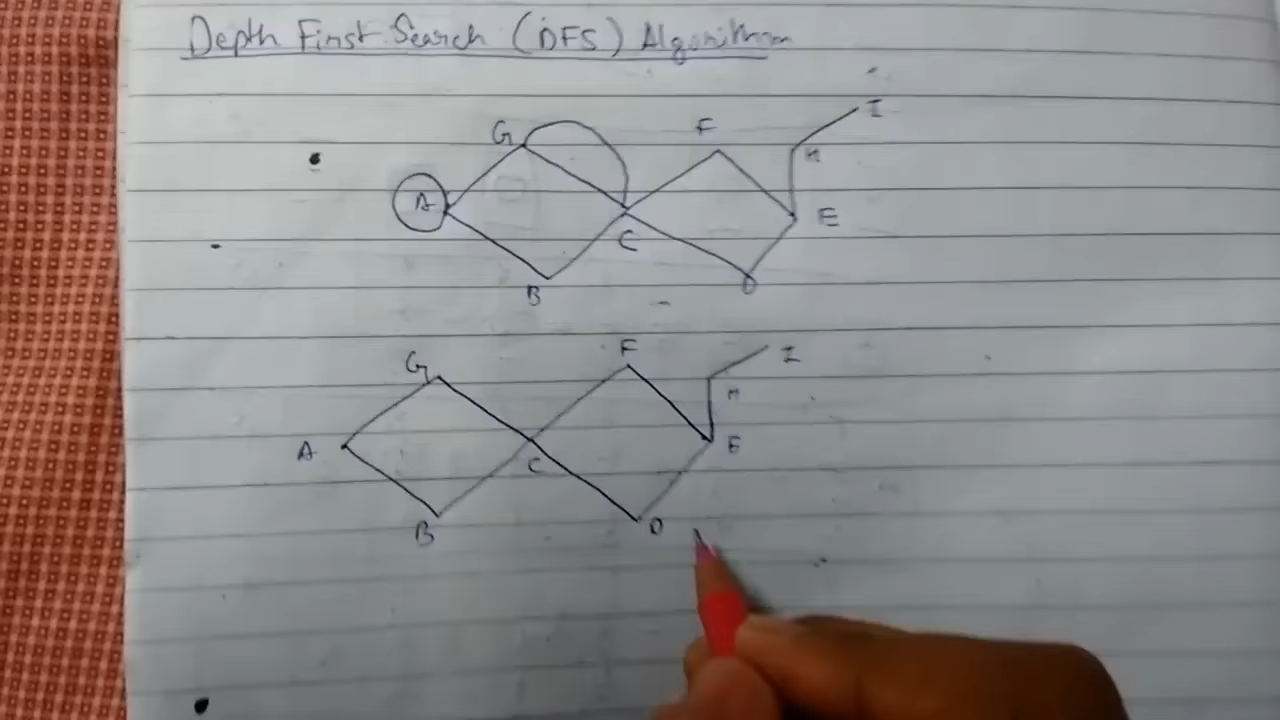 Depth First Search (DFS) Algorithm
G F I
H
A
E
C
B D
F I
G
H
A E
C
B D